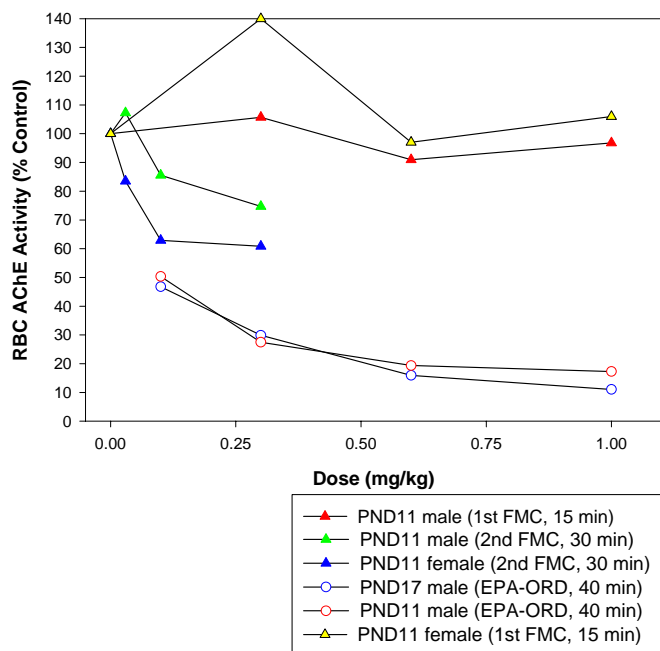 140
130
120
110
100
90
80
70
60
50
40
30
20
10
0
RBC AChE Activity (% Control)
0.00 0.25 0.50 0.75 1.00
Dose (mg/kg)
PND11 male (1st FMC, 15 min)
PND11 male (2nd FMC, 30 min)
PND11 female (2nd FMC, 30 min)
PND17 male (EPA-ORD, 40 min)
PND11 male (EPA-ORD, 40 min)
PND11 female (1st FMC, 15 min)